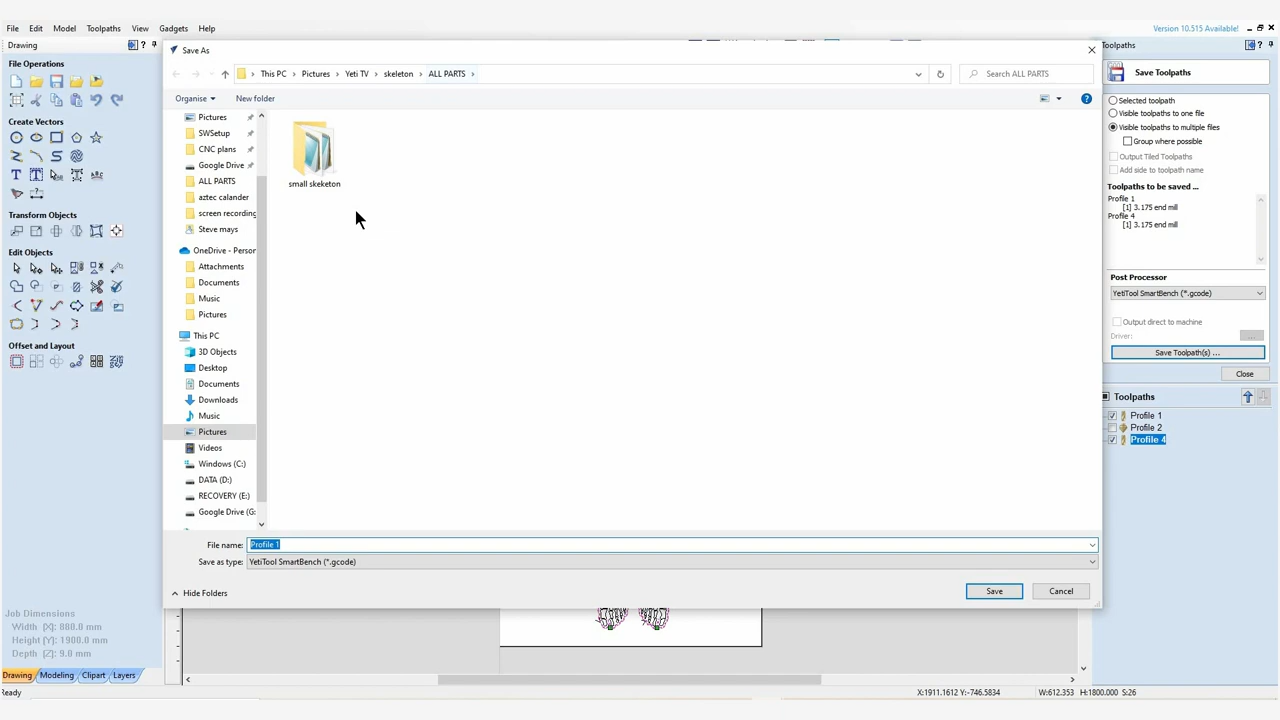 File Edit Model Toolpaths View Gadgets Help
Version 10.515 Available!
Drawing
File Operations
Create Vectors
Transform Objects
Edit Objects
Offset and Layout
Job Dimensions
Width (X): 888.0 mm
Height (Y): 1900.0 mm
Depth (Z): 9.0 mm
Drawing Modeling Clipart Layers
Ready
Save As
This PC > Pictures > Yeti TV > skeleton > ALL PARTS >
Search ALL PARTS
Organise New folder
Pictures
SWSetup
CNC plans
Google Drive
ALL PARTS
aztec calander
screen recording
Steve mays
OneDrive - Person
Attachments
Documents
Music
Pictures
This PC
3D Objects
Desktop
Documents
Downloads
Music
Pictures
Videos
Windows (C:)
DATA (D:)
RECOVERY (E:)
Google Drive (G:
small skeketon
File name: Profile 1
Save as type: YetiTool SmartBench (*.gcode)
Hide Folders
Save Cancel
Toolpaths
Save Toolpaths
Selected toolpath
Visible toolpaths to one file
Visible toolpaths to multiple files
Group where possible
Output Tiled Toolpaths
Add side to toolpath name
Toolpaths to be saved ...
Profile 1
[1] 3.175 end mill
Profile 4
[1] 3.175 end mill
Post Processor
YetiTool SmartBench (*.gcode)
Output direct to machine
Driver:
...
Save Toolpath(s) ...
Close
Toolpaths
Profile 1
Profile 2
Profile 4
X:1911.1612 Y:-746.5834
W:612.353 H:1800.000 S:26